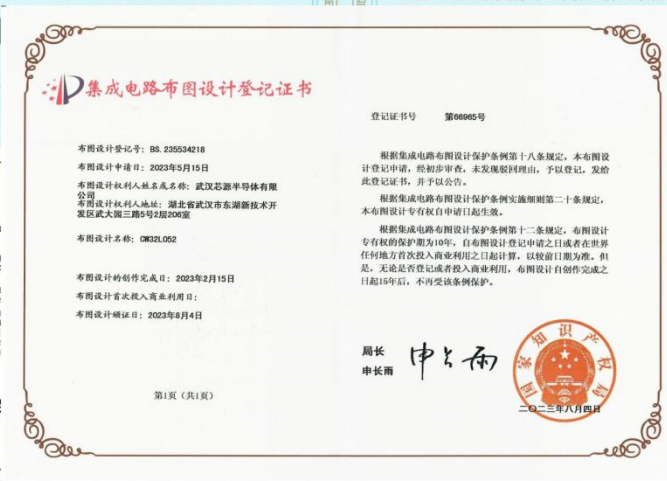 集成电路布图设计登记证书
布图设计登记号：BS.235534218
布图设计申请日：2023年5月15日
布图设计权利人姓名或名称：武汉芯源半导体有限
公司
布图设计权利人地址：湖北省武汉市东湖新技术开
发区武大园三路5号2层206室
布图设计名称：CW32L052
布图设计的创作完成日：2023年2月15日
布图设计首次投入商业利用日：
布图设计颁证日：2023年8月4日
第1页（共1页）
登记证书号 第66965号
根据集成电路布图设计保护条例第十八条规定，本布图设
计登记申请，经初步审查，未发现驳回理由，予以登记，发给
此登记证书，并予以公告。
根据集成电路布图设计保护条例实施细则第二十条规定，
本布图设计专有权自申请日起生效。
根据集成电路布图设计保护条例第十二条规定，布图设计
专有权的保护期为10年，自布图设计登记申请之日或者在世界
任何地方首次投入商业利用之日起计算，以较前日期为准。但
是，无论是否登记或者投入商业利用，布图设计自创作完成之
日起15年后，不再受该条例保护。
局长
申长雨
申长雨
国家知识产权局
二〇二三年八月四日